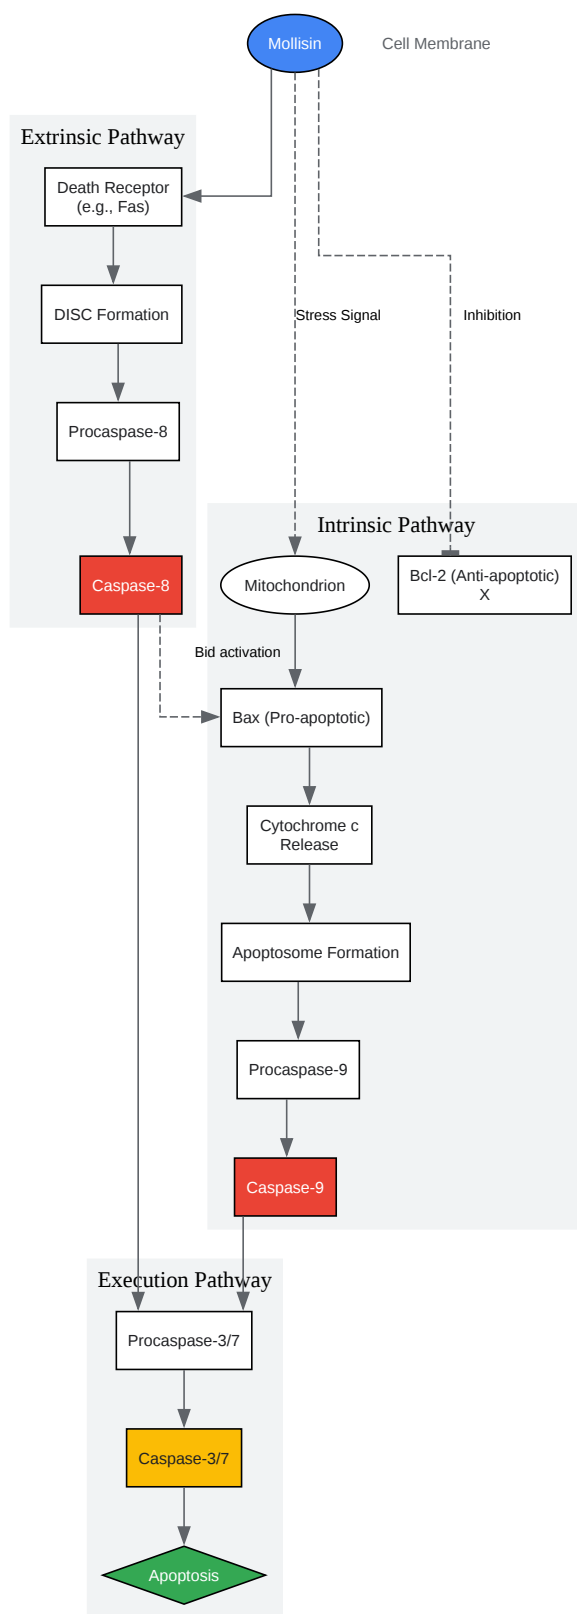 Mollisin
Cell Membrane
Extrinsic Pathway
Death Receptor
(e.g., Fas)
DISC Formation
Stress Signal
Inhibition
Procaspase-8
Intrinsic Pathway
Caspase-8
Mitochondrion
Bcl-2 (Anti-apoptotic)
X
Bid activation
Bax (Pro-apoptotic)
Cytochrome c
Release
Apoptosome Formation
Procaspase-9
Caspase-9
Execution Pathway
Procaspase-3/7
Caspase-3/7
Apoptosis